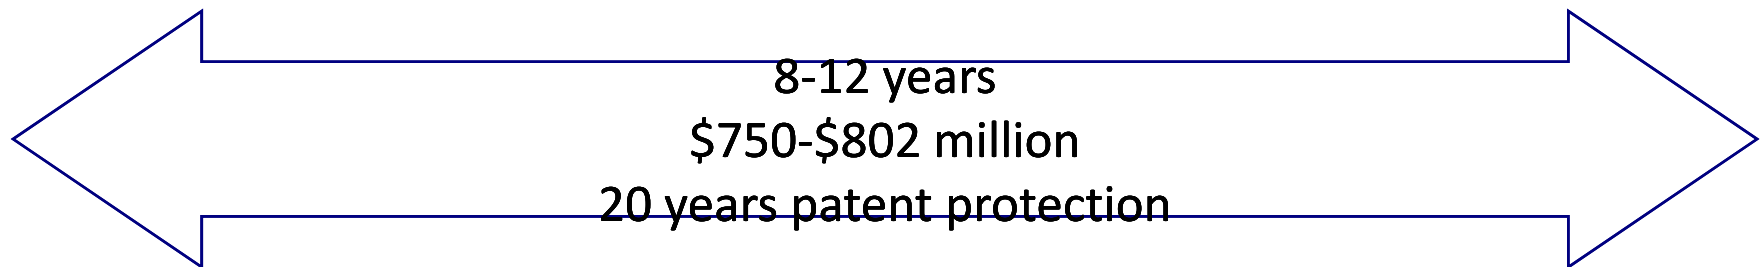 8-12 years
$750-$802 million
20 years patent protection